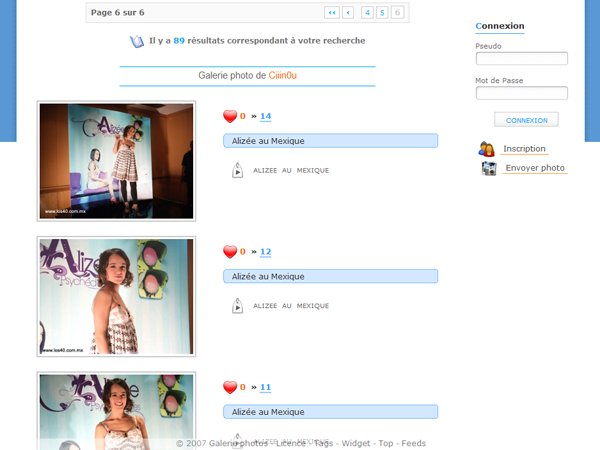 Page 6 sur 6
‹‹ ‹ 4 5 6
Il y a 89 résultats correspondant à votre recherche
Galerie photo de Ciiin0u
Connexion
Pseudo
Mot de Passe
CONNEXION
Inscription
Envoyer photo
Alizée
www.los40.com.mx
0 » 14
Alizée au Mexique
ALIZEE AU MEXIQUE
Alizée
Psychéd
www.los40.com.mx
0 » 12
Alizée au Mexique
ALIZEE AU MEXIQUE
0 » 11
Alizée au Mexique
ALIZEE AU MEXIQUE
© 2007 Galerie photos - Licence - Tags - Widget - Top - Feeds